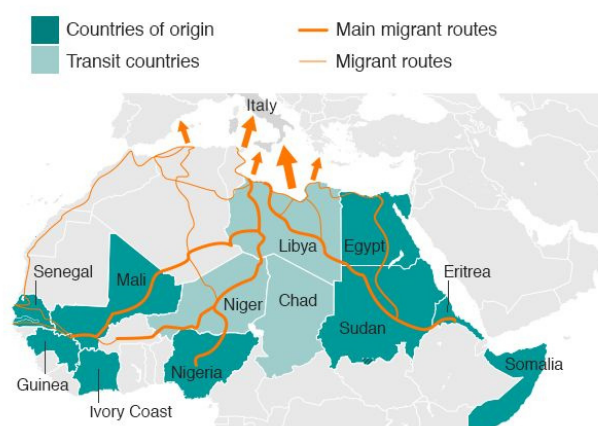 Countries of origin
Transit countries
Main migrant routes
Migrant routes
Italy
Senegal
Mali
Libya
Egypt
Eritrea
Niger
Chad
Sudan
Guinea
Nigeria
Somalia
Ivory Coast